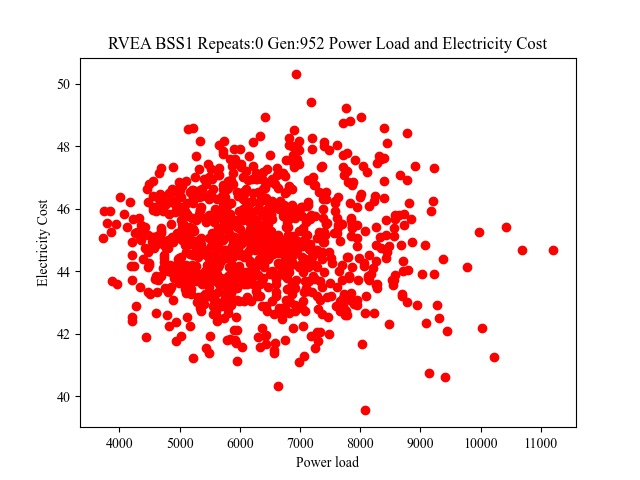 RVEA BSS1 Repeats:0 Gen:952 Power Load and Electricity Cost
50
48
46
44
42
40
Electricity Cost
4000 5000 6000 7000 8000 9000 10000 11000
Power load